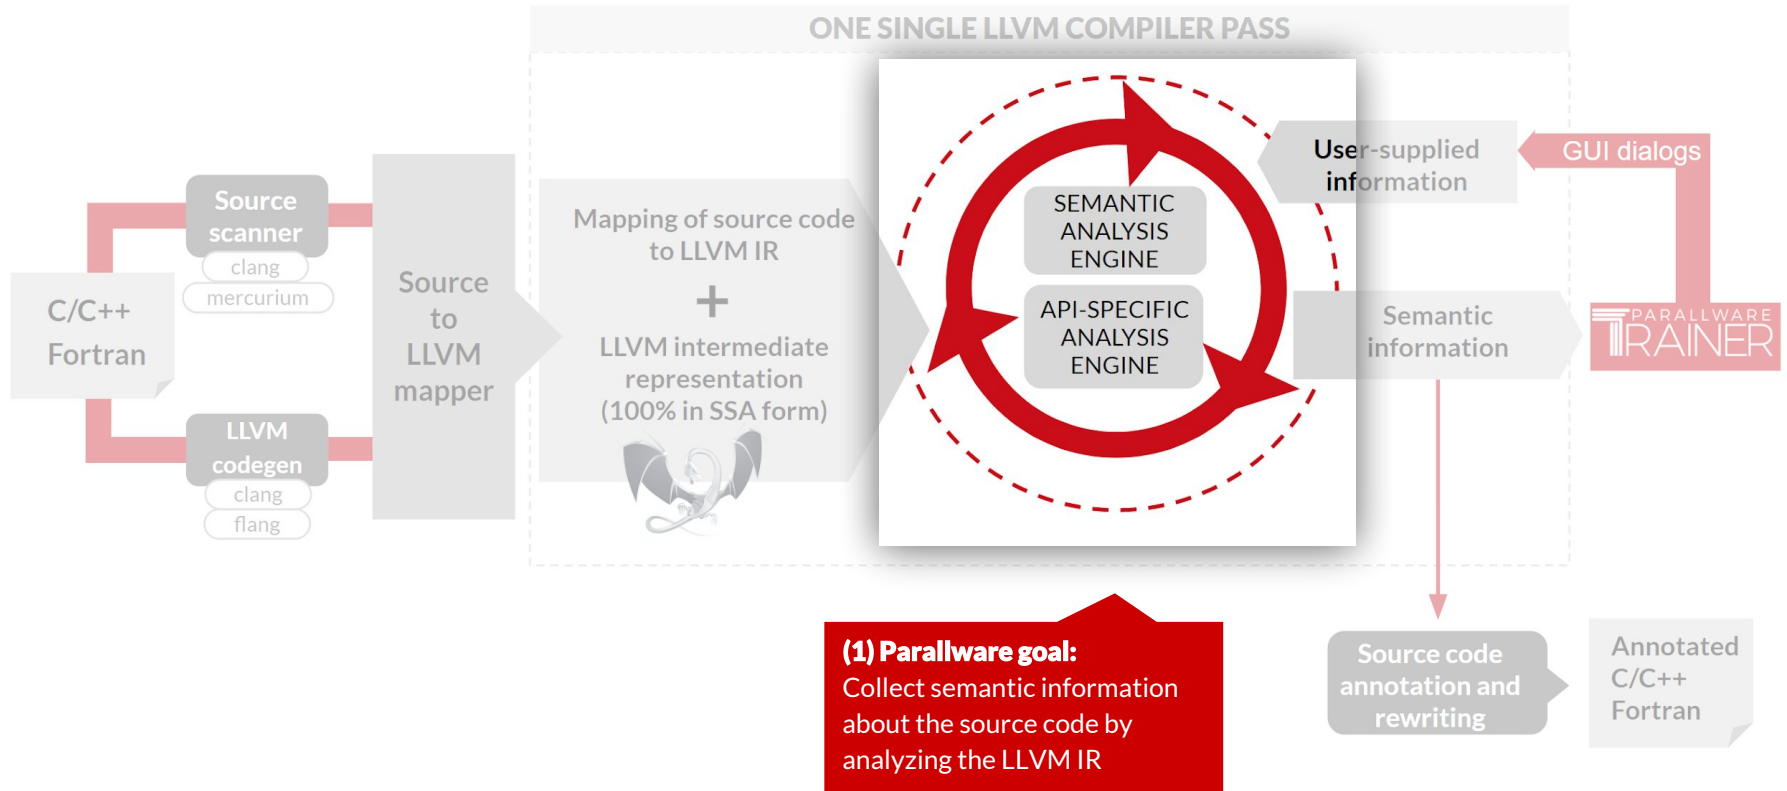 ONE SINGLE LLVM COMPILER PASS
C/C++
Fortran
Source
scanner
clang
mercurium
LLVM
codegen
clang
flang
Source
to
LLVM
mapper
Mapping of source code
to LLVM IR
+
LLVM intermediate
representation
(100% in SSA form)
SEMANTIC
ANALYSIS
ENGINE
API-SPECIFIC
ANALYSIS
ENGINE
User-supplied
information
GUI dialogs
Semantic
information
PARALLWARE
TRAINER
(1) Parallware goal:
Collect semantic information
about the source code by
analyzing the LLVM IR
Source code
annotation and
rewriting
Annotated
C/C++
Fortran